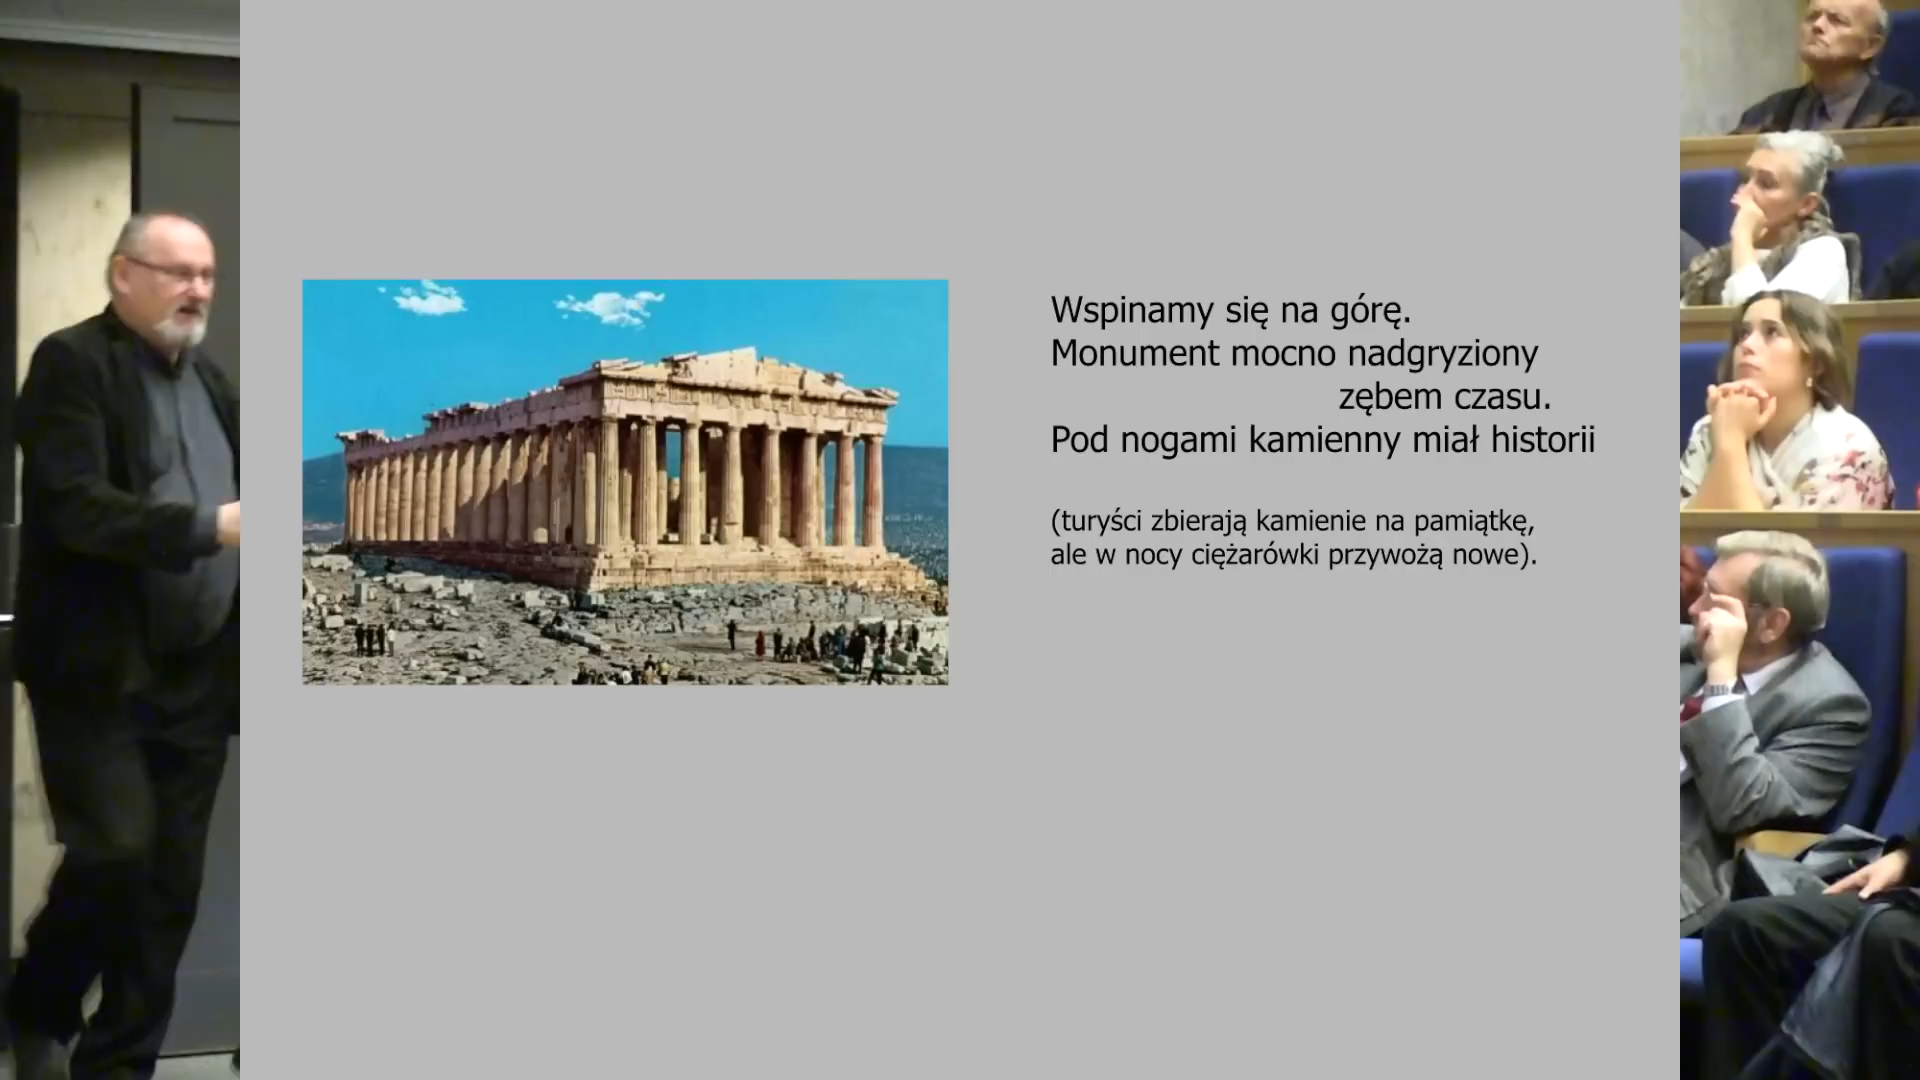 Wspinamy się na górę.
Monument mocno nadgryziony
zębem czasu.
Pod nogami kamienny miał historii
(turyści zbierają kamienie na pamiątkę,
ale w nocy ciężarówki przywożą nowe).